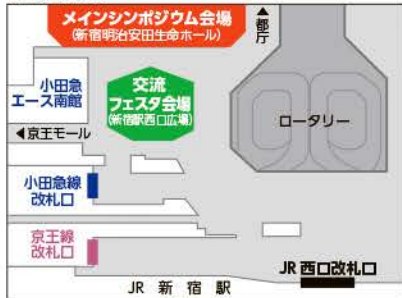 メインシンポジウム会場
(新宿明治安田生命ホール)
▲都庁
小田急
エース南館
交流
フェスタ会場
(新宿駅西口広場)
ロータリー
◀京王モール
小田急線
改札口
京王線
改札口
JR 西口改札口
JR 新宿駅